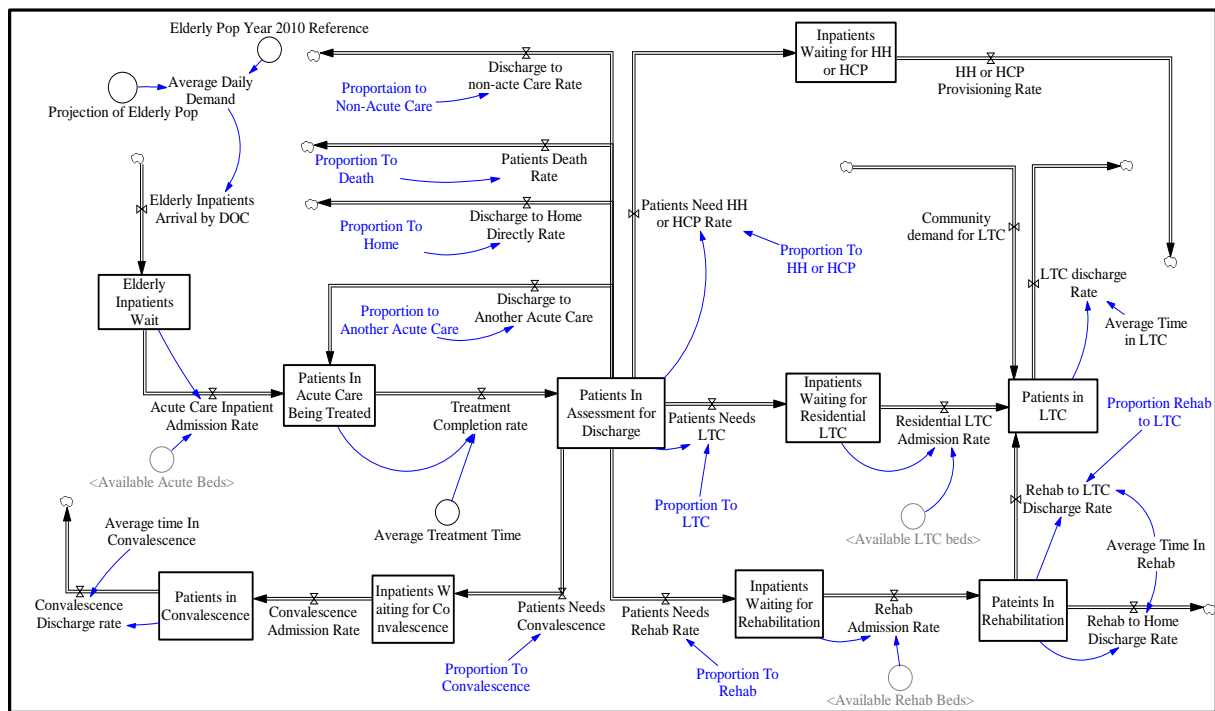 Elderly Pop Year 2010 Reference
Average Daily
Demand
Projection of Elderly Pop
Elderly Inpatients
Arrival by DOC
Proportaion to
Non-Acute Care
Discharge to
non-acte Care Rate
Proportion To
Death
Patients Death
Rate
Proportion To
Home
Discharge to Home
Directly Rate
Proportion to
Another Acute Care
Discharge to
Another Acute Care
Inpatients
Waiting for HH
or HCP
HH or HCP
Provisioning Rate
Patients Need HH
or HCP Rate
Proportion To
HH or HCP
Community
demand for LTC
LTC discharge
Rate
Average Time
in LTC
Elderly
Inpatients
Wait
Acute Care Inpatient
Admission Rate
<Available Acute Beds>
Patients In
Acute Care
Being Treated
Treatment
Completion rate
Average Treatment Time
Patients In
Assessment for
Discharge
Patients Needs
LTC
Proportion To
LTC
Inpatients
Waiting for
Residential
LTC
Residential LTC
Admission Rate
<Available LTC beds>
Patients in
LTC
Proportion Rehab
to LTC
Rehab to LTC
Discharge Rate
Average Time In
Rehab
Average time In
Convalescence
Convalescence
Discharge rate
Patients in
Convalescence
Convalescence
Admission Rate
Inpatients W
aiting for Co
nvalescence
Patients Needs
Convalescence
Proportion To
Convalescence
Patients Needs
Rehab Rate
Proportion To
Rehab
Inpatients
Waiting for
Rehabilitation
Rehab
Admission Rate
<Available Rehab Beds>
Pateints In
Rehabilitation
Rehab to Home
Discharge Rate